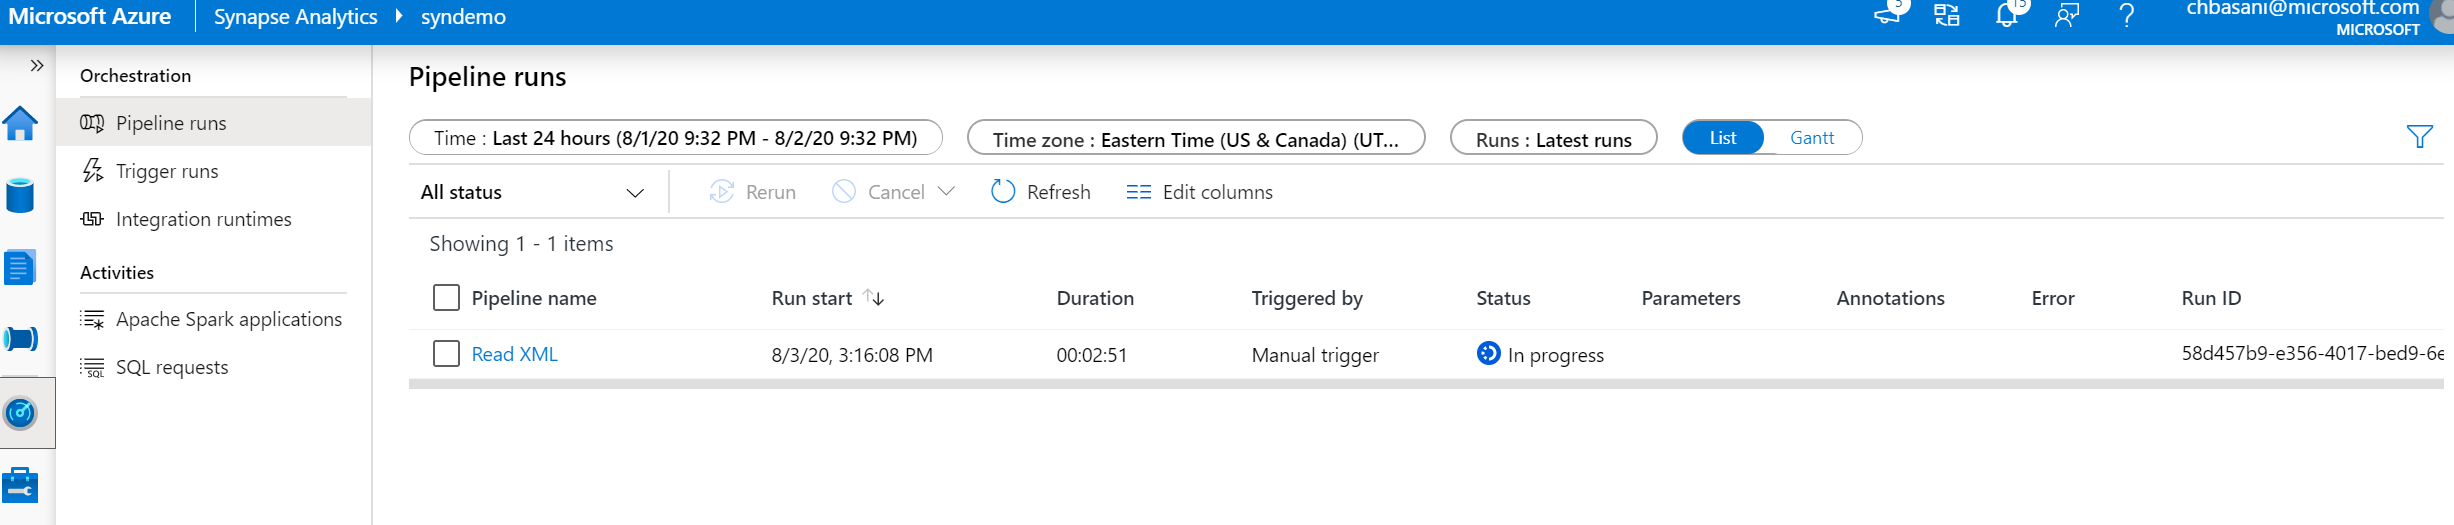 Microsoft Azure Synapse Analytics syndemo 5 15 chbasani@microsoft.com
MICROSOFT
Orchestration
Pipeline runs
Trigger runs
Integration runtimes
Activities
Apache Spark applications
SQL requests
Pipeline runs
Time : Last 24 hours (8/1/20 9:32 PM - 8/2/20 9:32 PM) Time zone : Eastern Time (US & Canada) (UT... Runs : Latest runs List Gantt
All status Rerun Cancel Refresh Edit columns
Showing 1 - 1 items
Pipeline name Run start Duration Triggered by Status Parameters Annotations Error Run ID
Read XML 8/3/20, 3:16:08 PM 00:02:51 Manual trigger In progress 58d457b9-e356-4017-bed9-6e